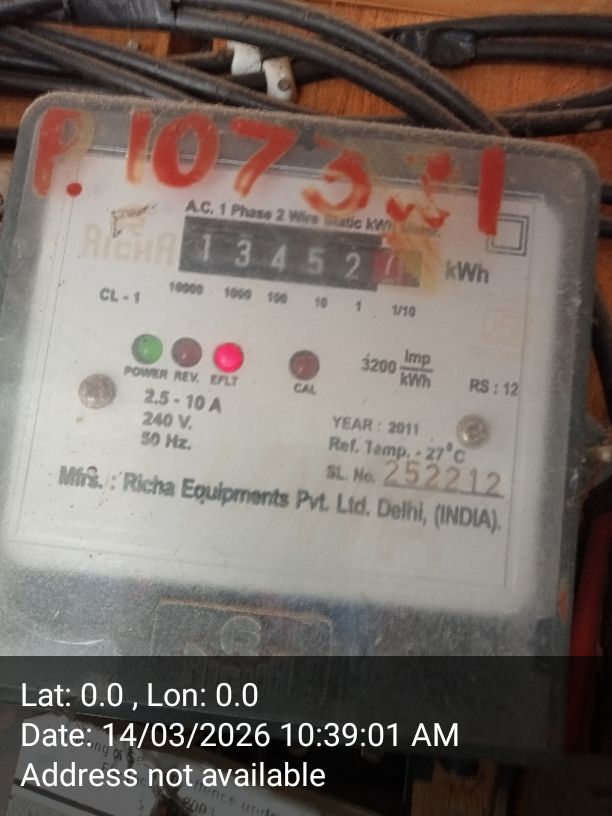 P. 107321
A.C. 1 Phase 2 Wire Static kWh Meter
RICHA
1 3 4 5 2 7 kWh
CL - 1
10000 1000 100 10 1 1/10
POWER REV. EFLT
CAL
3200 Imp/kWh
RS : 12
2.5 - 10 A
240 V.
50 Hz.
YEAR : 2011
Ref. Temp. - 27°C
SL. No. 252212
Mfrs. : Richa Equipments Pvt. Ltd. Delhi, (INDIA).
Lat: 0.0 , Lon: 0.0
Date: 14/03/2026 10:39:01 AM
Address not available